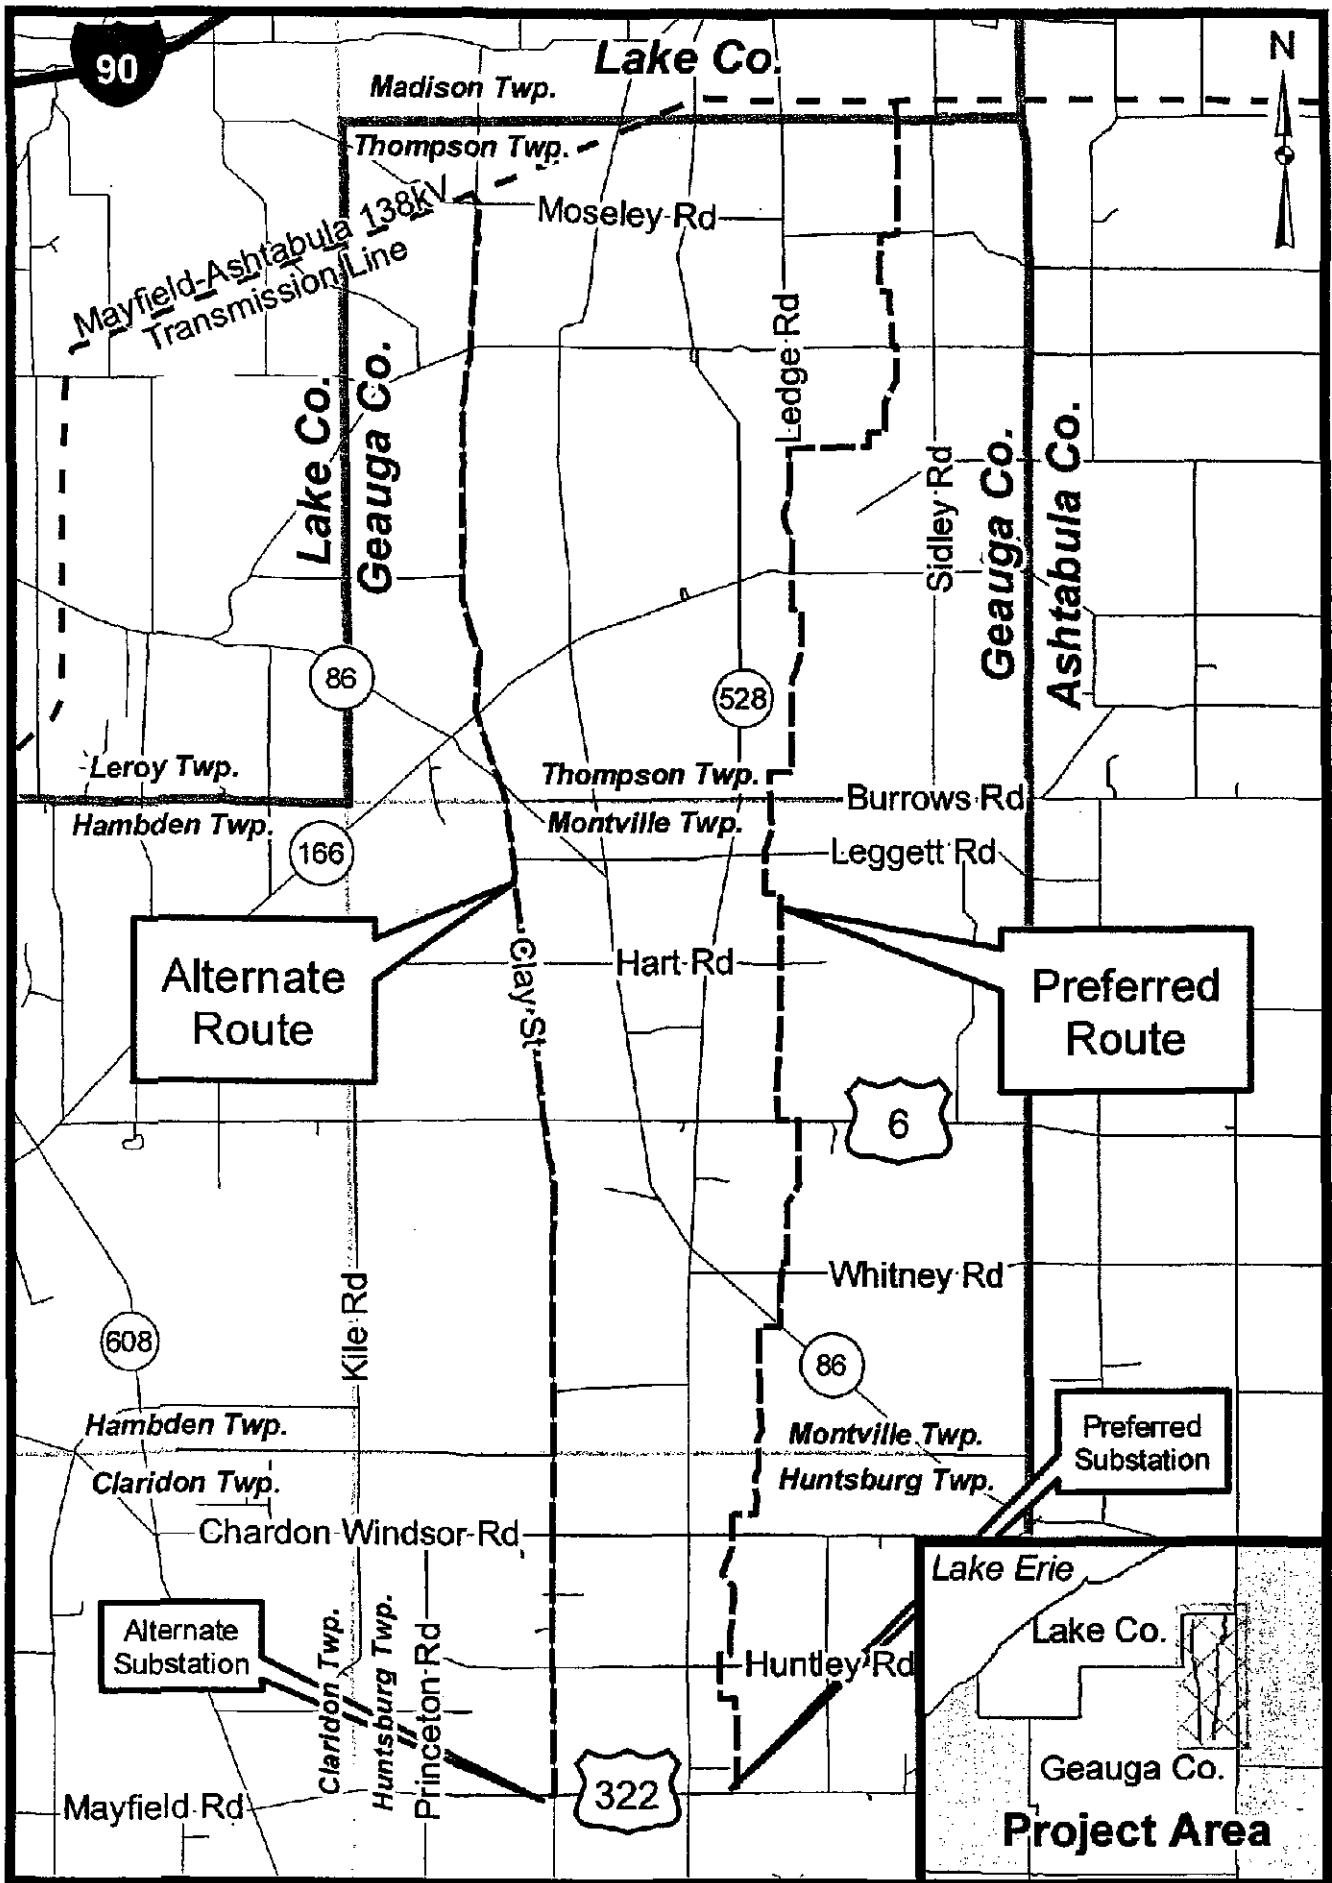 90
Lake Co.
N
Madison Twp.
Thompson Twp.
Moseley Rd
Mayfield-Ashtabula 138kV
Transmission Line
Ledge Rd
Lake Co.
Geauga Co.
Sidley Rd
Geauga Co.
Ashtabula Co.
86
528
Leroy Twp.
Thompson Twp.
Burrows Rd
Hambden Twp.
Montville Twp.
166
Leggett Rd
Alternate
Route
Clay St
Hart Rd
Preferred
Route
6
Whitney Rd
Kile Rd
608
86
Hambden Twp.
Montville Twp.
Preferred
Substation
Claridon Twp.
Huntsburg Twp.
Chardon Windsor Rd
Lake Erie
Lake Co.
Alternate
Substation
Claridon Twp.
Huntsburg Twp.
Princeton Rd
Huntley Rd
Geauga Co.
322
Mayfield Rd
Project Area